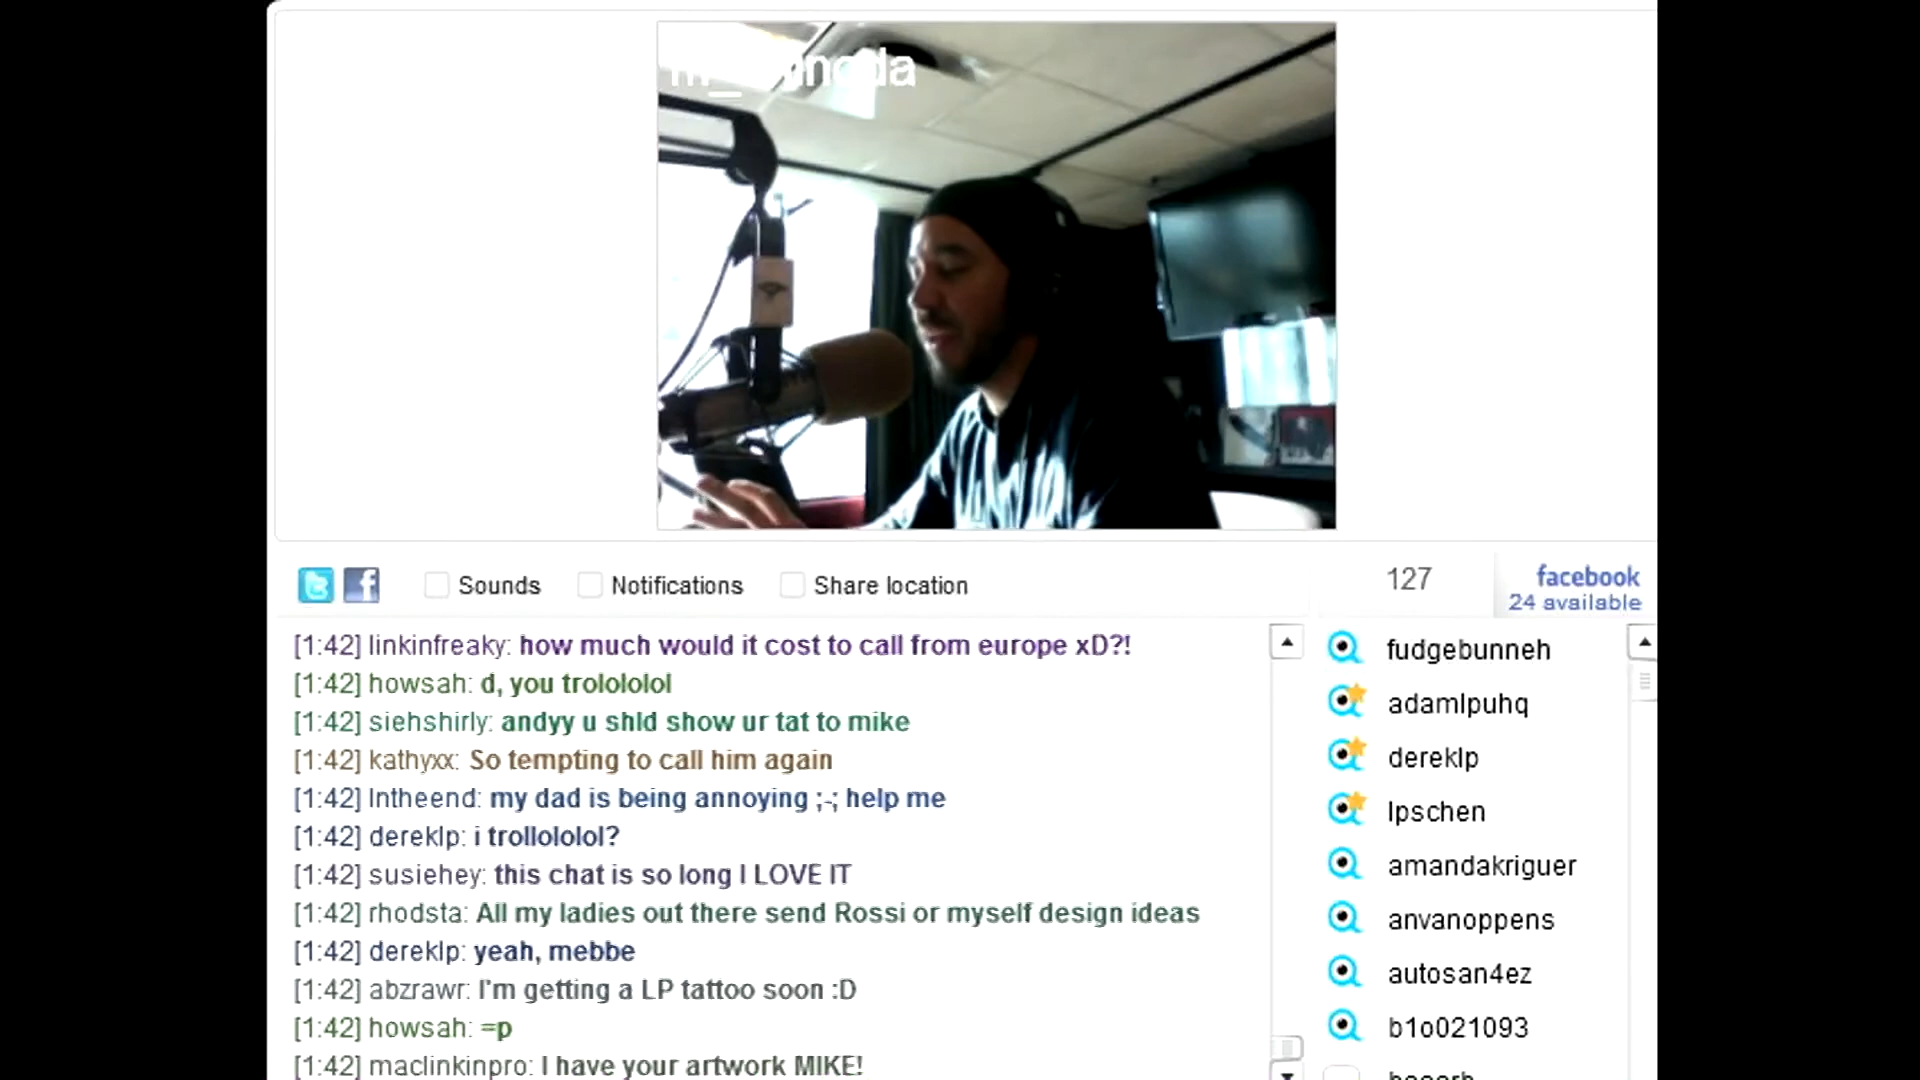 Sounds
Notifications
Share location
127
facebook
24 available
[1:42] linkinfreaky: how much would it cost to call from europe xD?!
[1:42] howsah: d, you trolololol
[1:42] siehshirly: andyy u shld show ur tat to mike
[1:42] kathyxx: So tempting to call him again
[1:42] Intheend: my dad is being annoying ;-; help me
[1:42] dereklp: i trollololol?
[1:42] susiehey: this chat is so long I LOVE IT
[1:42] rhodsta: All my ladies out there send Rossi or myself design ideas
[1:42] dereklp: yeah, mebbe
[1:42] abzrawr: I'm getting a LP tattoo soon :D
[1:42] howsah: =p
[1:42] maclinkinpro: I have your artwork MIKE!
fudgebunneh
adamlpuhq
dereklp
lpschen
amandakriguer
anvanoppens
autosan4ez
b1o021093